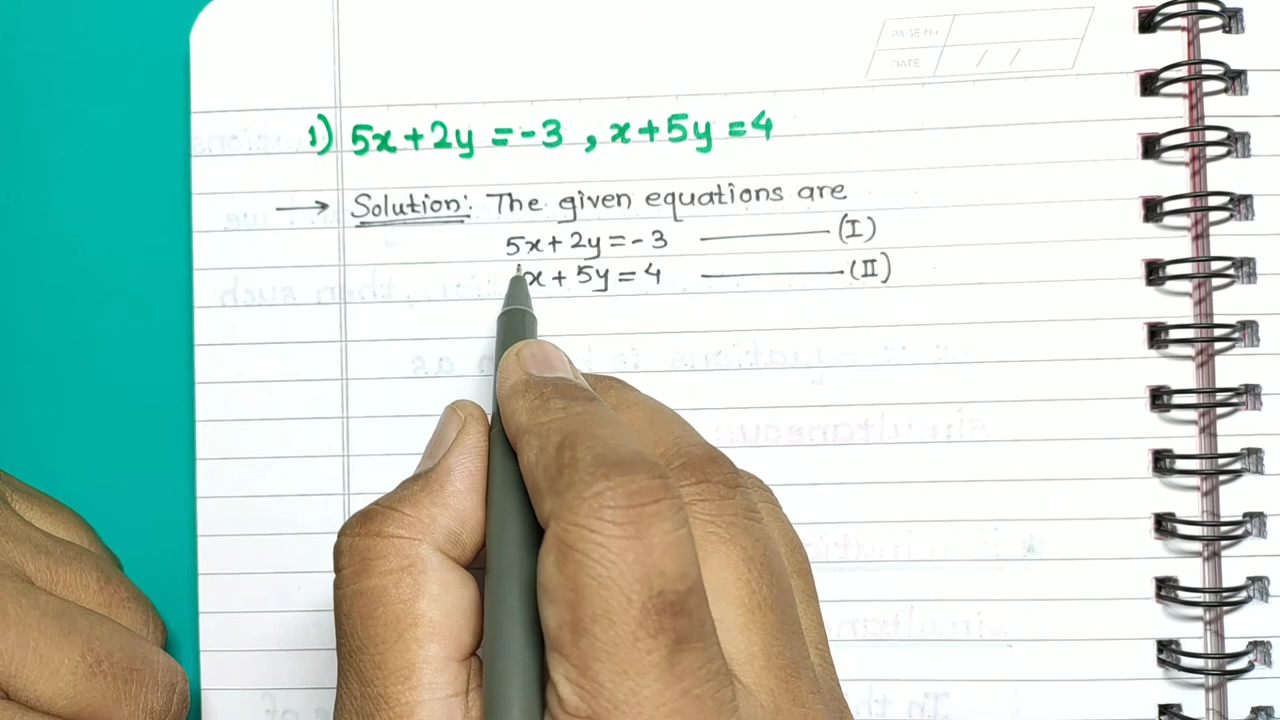 PAGE No
DATE / /
1) 5x+2y=-3, x+5y=4
→ Solution: The given equations are
5x+2y=-3 ——— (I)
x+5y=4 ——— (II)